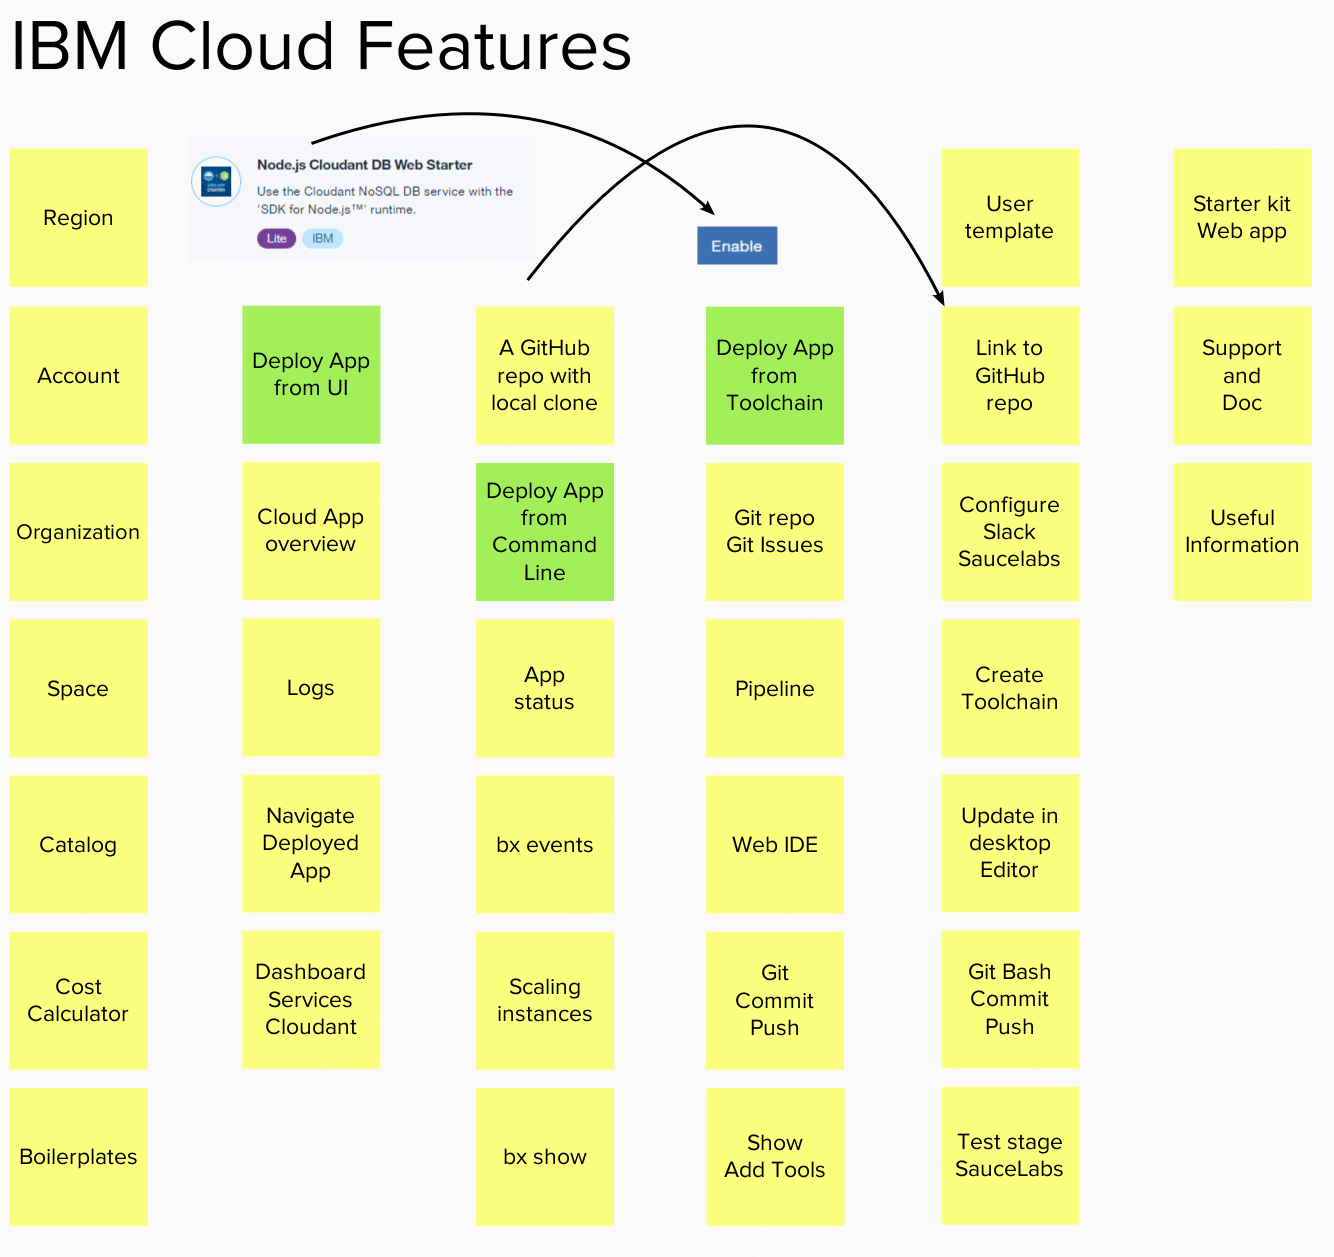 IBM Cloud Features
Region
Account
Organization
Space
Catalog
Cost
Calculator
Boilerplates
Node.js Cloudant DB Web Starter
Use the Cloudant NoSQL DB service with the
'SDK for Node.js™' runtime.
Lite
IBM
Deploy App
from UI
Cloud App
overview
Logs
Navigate
Deployed
App
Dashboard
Services
Cloudant
A GitHub
repo with
local clone
Deploy App
from
Command
Line
App
status
bx events
Scaling
instances
bx show
Enable
Deploy App
from
Toolchain
Git repo
Git Issues
Pipeline
Web IDE
Git
Commit
Push
Show
Add Tools
User
template
Link to
GitHub
repo
Configure
Slack
Saucelabs
Create
Toolchain
Update in
desktop
Editor
Git Bash
Commit
Push
Test stage
SauceLabs
Starter kit
Web app
Support
and
Doc
Useful
Information